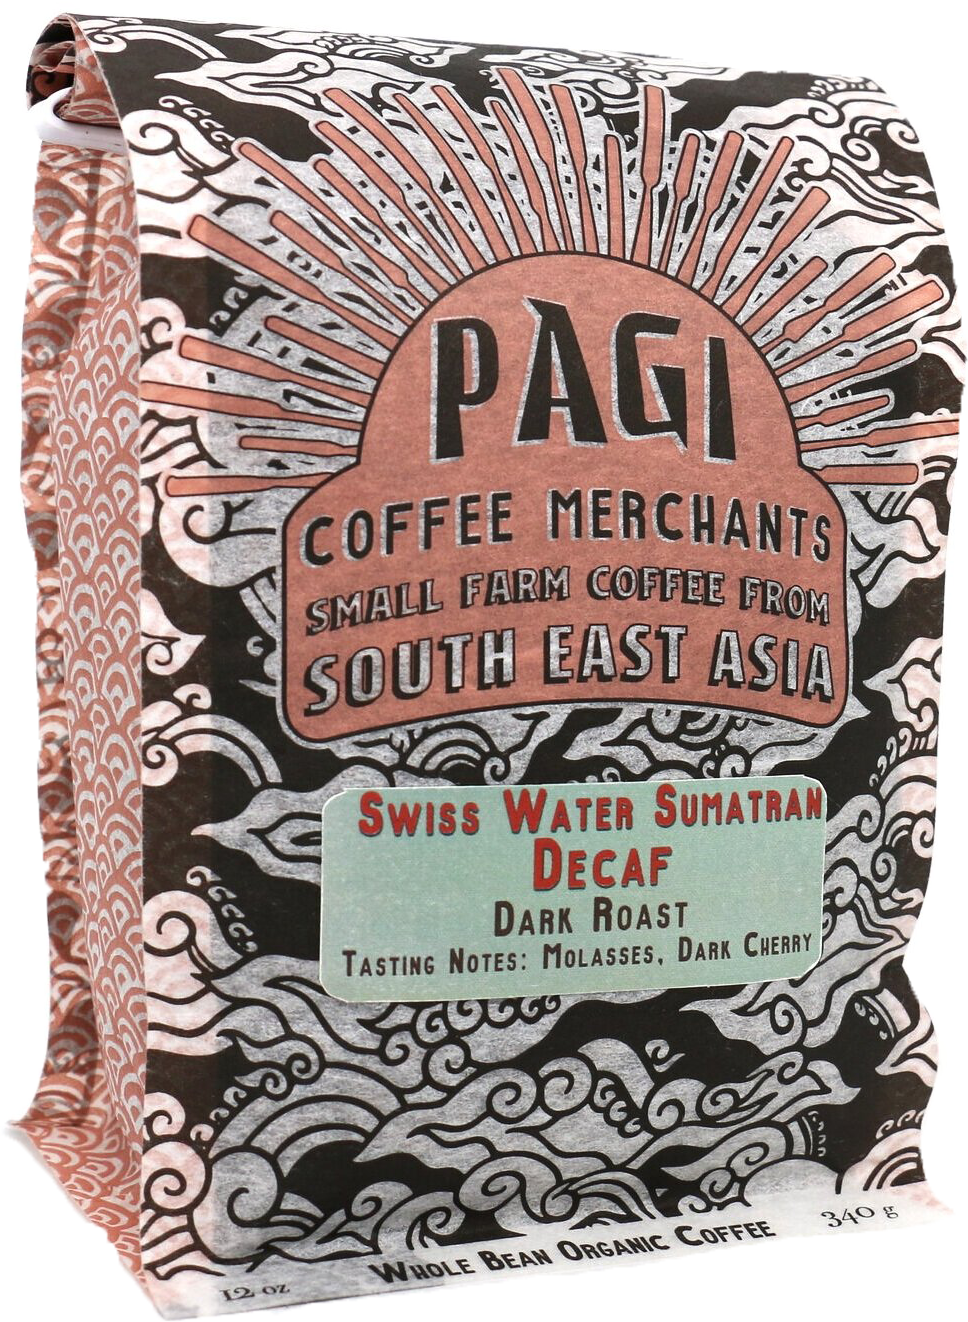 PAGI
COFFEE MERCHANTS
SMALL FARM COFFEE FROM
SOUTH EAST ASIA
SWISS WATER SUMATRAN
DECAF
DARK ROAST
TASTING NOTES: MOLASSES, DARK CHERRY
WHOLE BEAN ORGANIC COFFEE
12 oz
340 g